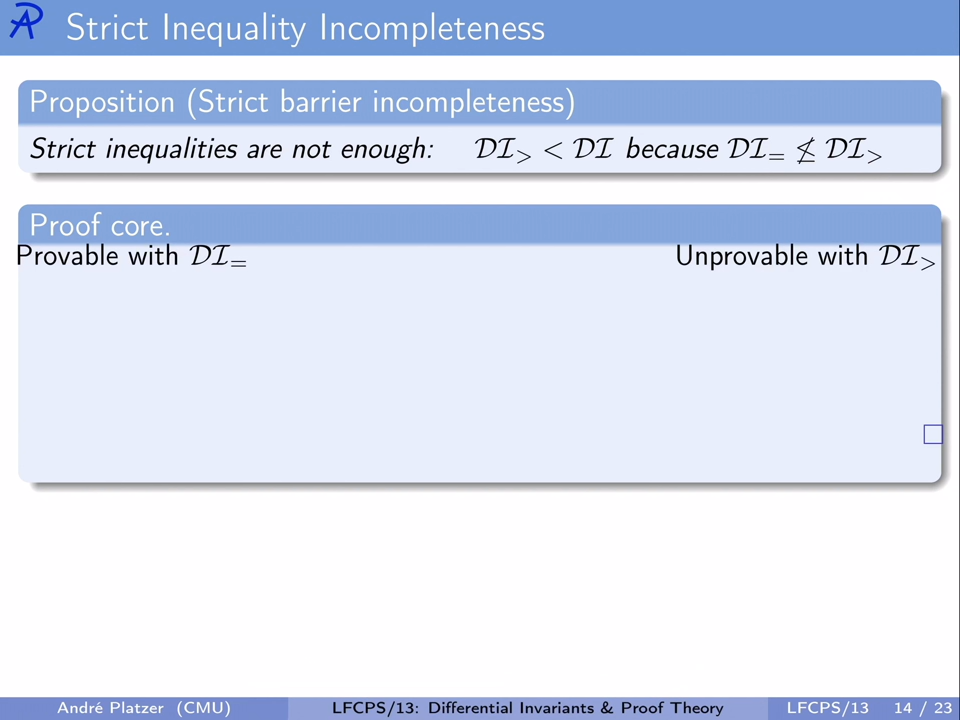 Strict Inequality Incompleteness
Proposition (Strict barrier incompleteness)
Strict inequalities are not enough: 𝒟ℐ> < 𝒟ℐ because 𝒟ℐ= ≰ 𝒟ℐ>
Proof core.
Provable with 𝒟ℐ= Unprovable with 𝒟ℐ>
□
André Platzer (CMU) LFCPS/13: Differential Invariants & Proof Theory LFCPS/13 14 / 23